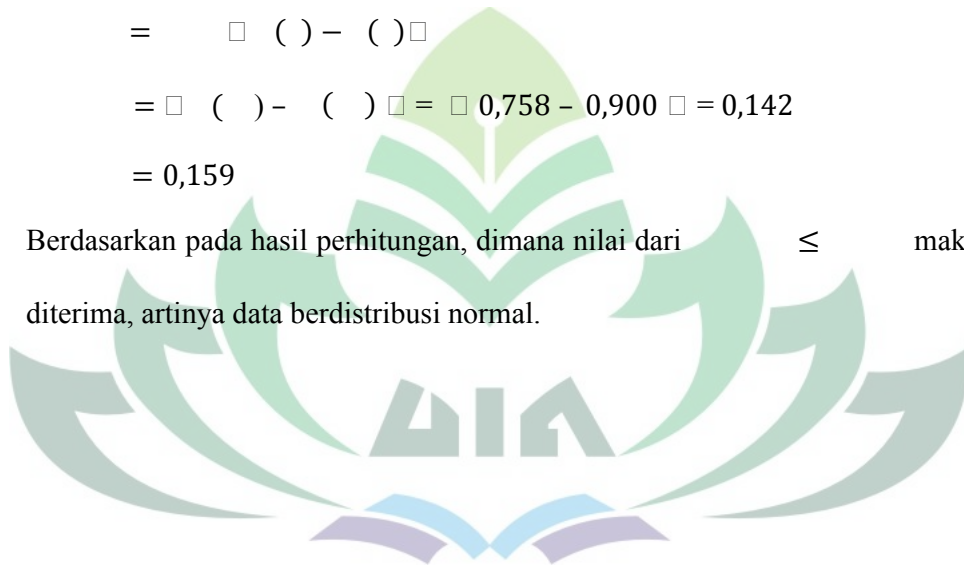 = □ ( ) – ( )□
= □ ( ) – ( ) □ = □ 0,758 – 0,900 □ = 0,142
= 0,159
Berdasarkan pada hasil perhitungan, dimana nilai dari ≤ mak
diterima, artinya data berdistribusi normal.
UIN